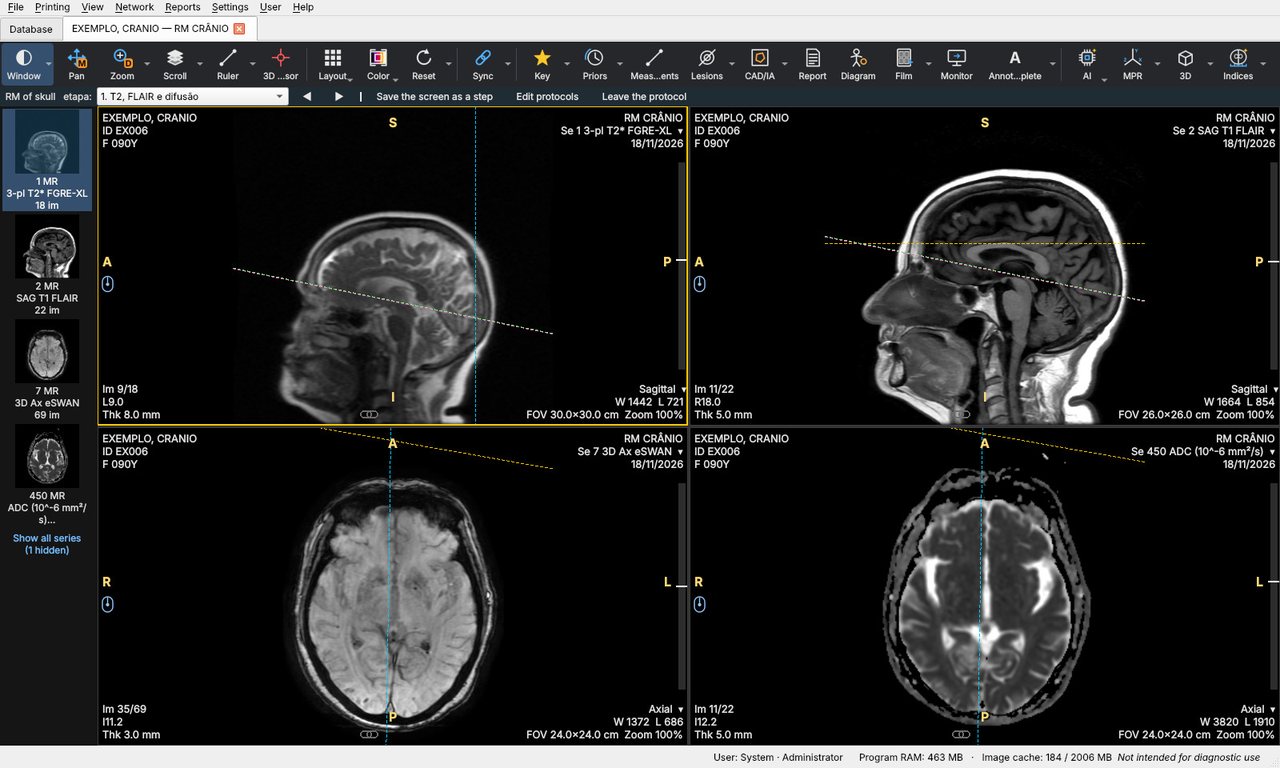 File Printing View Network Reports Settings User Help
Database EXEMPLO, CRANIO — RM CRÂNIO
Window Pan Zoom Scroll Ruler 3D ...sor Layout Color Reset Sync Key Priors Meas...ents Lesions CAD/IA Report Diagram Film Monitor Annot...plete AI MPR 3D Indices
RM of skull etapa: 1. T2, FLAIR e difusão Save the screen as a step Edit protocols Leave the protocol
1 MR
3-pl T2* FGRE-XL
18 im
2 MR
SAG T1 FLAIR
22 im
7 MR
3D Ax eSWAN
69 im
450 MR
ADC (10^-6 mm²/
s)...
Show all series
(1 hidden)
EXEMPLO, CRANIO S RM CRÂNIO
ID EX006 Se 1 3-pl T2* FGRE-XL
F 090Y 18/11/2026
A P
Im 9/18 Sagittal
L9.0 I W 1442 L 721
Thk 8.0 mm FOV 30.0×30.0 cm Zoom 100%
EXEMPLO, CRANIO S RM CRÂNIO
ID EX006 Se 2 SAG T1 FLAIR
F 090Y 18/11/2026
A P
Im 11/22 Sagittal
R18.0 I W 1664 L 854
Thk 5.0 mm FOV 26.0×26.0 cm Zoom 100%
EXEMPLO, CRANIO A RM CRÂNIO
ID EX006 Se 7 3D Ax eSWAN
F 090Y 18/11/2026
R L
Im 35/69 Axial
I11.2 P W 1372 L 686
Thk 3.0 mm FOV 24.0×24.0 cm Zoom 100%
EXEMPLO, CRANIO A RM CRÂNIO
ID EX006 Se 450 ADC (10^-6 mm²/s)
F 090Y 18/11/2026
R L
Im 11/22 Axial
I12.2 P W 3820 L 1910
Thk 5.0 mm FOV 24.0×24.0 cm Zoom 100%
User: System · Administrator Program RAM: 463 MB · Image cache: 184 / 2006 MB Not intended for diagnostic use